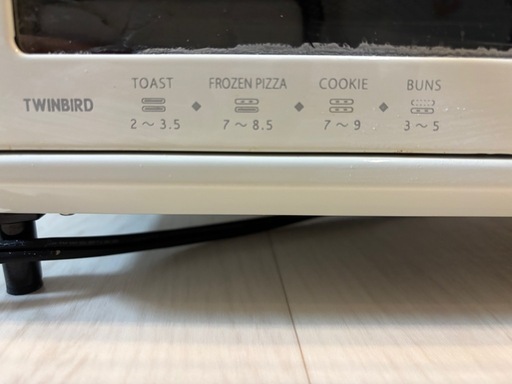 TWINBIRD
TOAST ◆ FROZEN PIZZA ◆ COOKIE ◆ BUNS
2～3.5 7～8.5 7～9 3～5